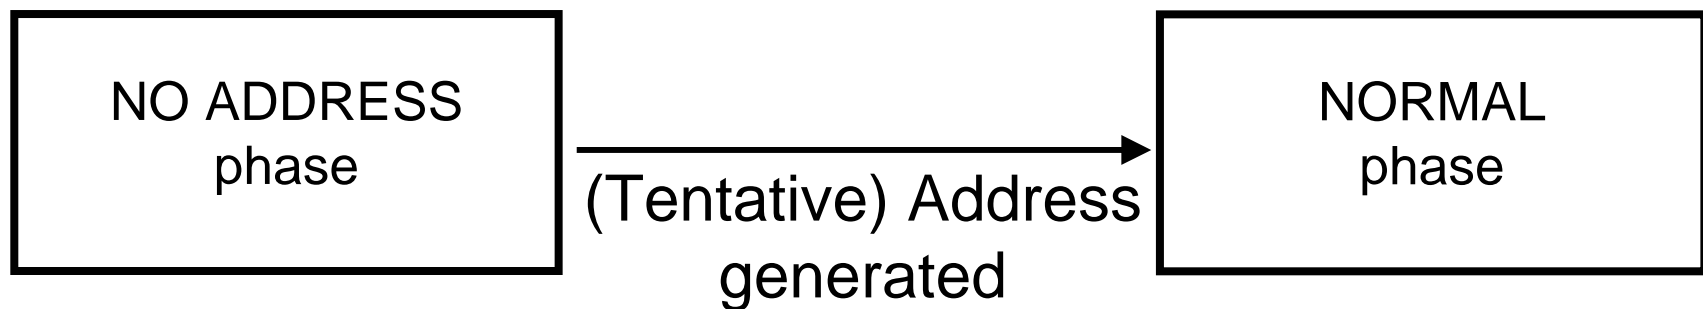 NO ADDRESS
phase
(Tentative) Address
generated
NORMAL
phase